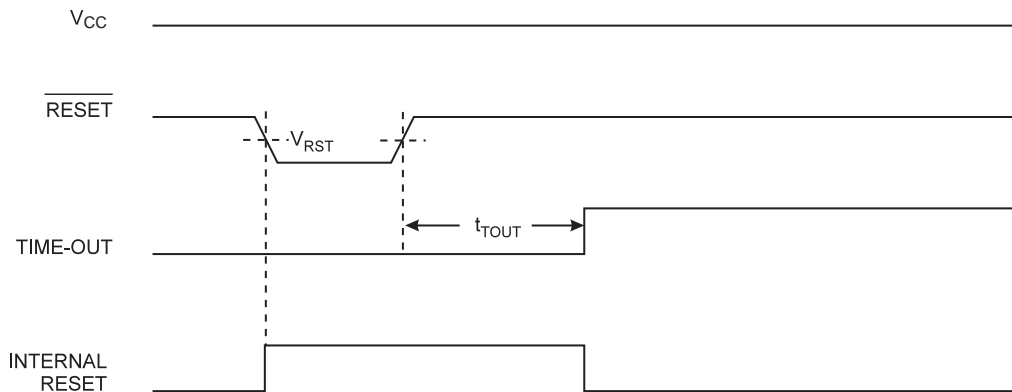 VCC
RESET
VRST
tTOUT
TIME-OUT
INTERNAL
RESET